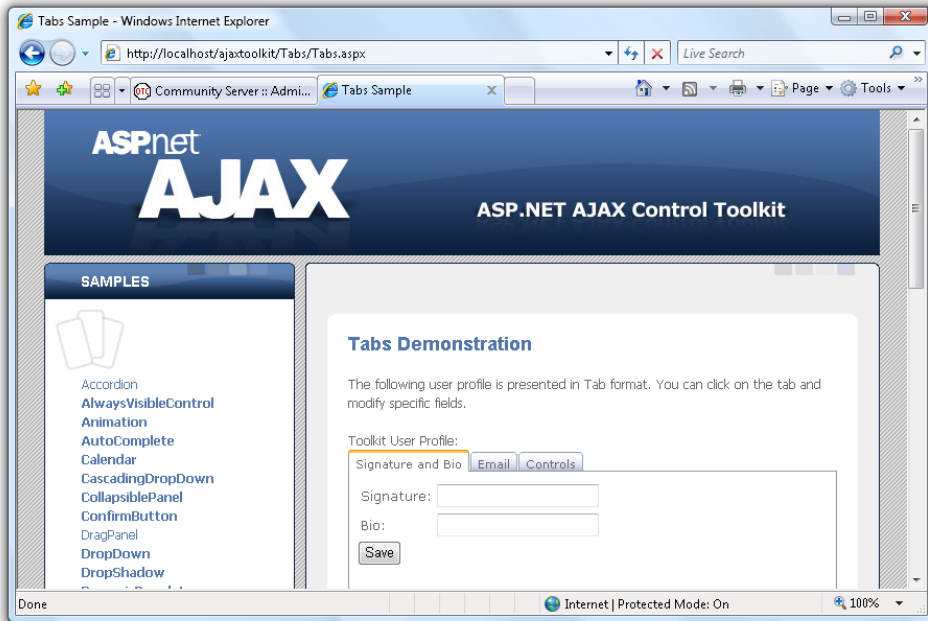 Tabs Sample - Windows Internet Explorer
http://localhost/ajaxtoolkit/Tabs/Tabs.aspx
Live Search
Community Server :: Admi...
Tabs Sample
Page
Tools
ASP.net
AJAX
ASP.NET AJAX Control Toolkit
SAMPLES
Accordion
AlwaysVisibleControl
Animation
AutoComplete
Calendar
CascadingDropDown
CollapsiblePanel
ConfirmButton
DragPanel
DropDown
DropShadow
Tabs Demonstration
The following user profile is presented in Tab format. You can click on the tab and
modify specific fields.
Toolkit User Profile:
Signature and Bio Email Controls
Signature:
Bio:
Save
Done
Internet | Protected Mode: On
100%